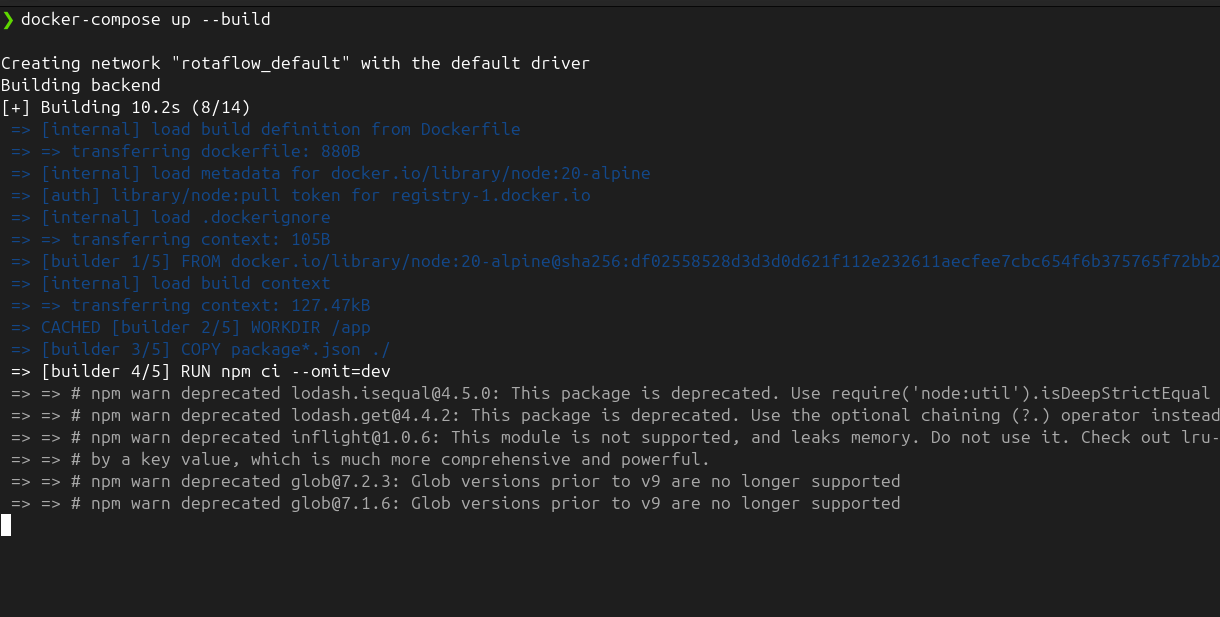 ❯ docker-compose up --build
Creating network "rotaflow_default" with the default driver
Building backend
[+] Building 10.2s (8/14)
=> [internal] load build definition from Dockerfile
=> => transferring dockerfile: 880B
=> [internal] load metadata for docker.io/library/node:20-alpine
=> [auth] library/node:pull token for registry-1.docker.io
=> [internal] load .dockerignore
=> => transferring context: 105B
=> [builder 1/5] FROM docker.io/library/node:20-alpine@sha256:df02558528d3d3d0d621f112e232611aecfee7cbc654f6b375765f72bb2
=> [internal] load build context
=> => transferring context: 127.47kB
=> CACHED [builder 2/5] WORKDIR /app
=> [builder 3/5] COPY package*.json ./
=> [builder 4/5] RUN npm ci --omit=dev
=> => # npm warn deprecated lodash.isequal@4.5.0: This package is deprecated. Use require('node:util').isDeepStrictEqual
=> => # npm warn deprecated lodash.get@4.4.2: This package is deprecated. Use the optional chaining (?.) operator instead
=> => # npm warn deprecated inflight@1.0.6: This module is not supported, and leaks memory. Do not use it. Check out lru-
=> => # by a key value, which is much more comprehensive and powerful.
=> => # npm warn deprecated glob@7.2.3: Glob versions prior to v9 are no longer supported
=> => # npm warn deprecated glob@7.1.6: Glob versions prior to v9 are no longer supported